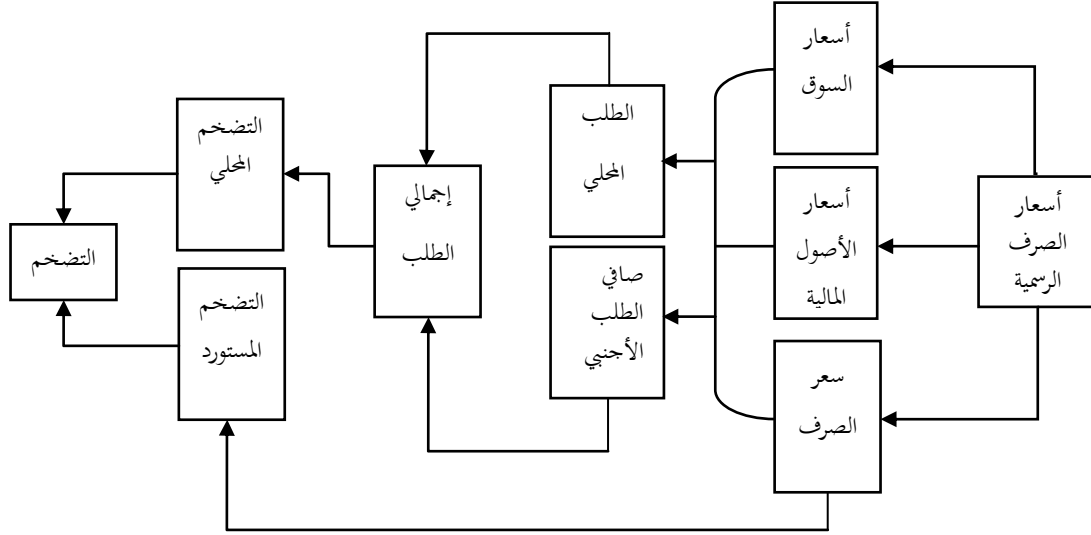 أسعار
السوق
أسعار
الصرف
الرسمية
أسعار
الأصول
المالية
سعر
الصرف
الطلب
المحلي
صافي
الطلب
الأجنبي
إجمالي
الطلب
التضخم
المحلي
التضخم
المستورد
التضخم